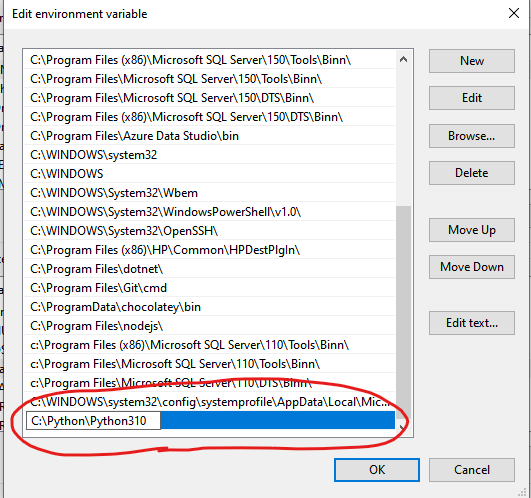 Edit environment variable
C:\Program Files (x86)\Microsoft SQL Server\150\Tools\Binn\
C:\Program Files\Microsoft SQL Server\150\Tools\Binn\
C:\Program Files\Microsoft SQL Server\150\DTS\Binn\
C:\Program Files (x86)\Microsoft SQL Server\150\DTS\Binn\
C:\Program Files\Azure Data Studio\bin
C:\WINDOWS\system32
C:\WINDOWS
C:\WINDOWS\System32\Wbem
C:\WINDOWS\System32\WindowsPowerShell\v1.0\
C:\WINDOWS\System32\OpenSSH\
C:\Program Files (x86)\HP\Common\HPDestPlgIn\
C:\Program Files\dotnet\
C:\Program Files\Git\cmd
C:\ProgramData\chocolatey\bin
C:\Program Files\nodejs\
c:\Program Files (x86)\Microsoft SQL Server\110\Tools\Binn\
c:\Program Files\Microsoft SQL Server\110\Tools\Binn\
c:\Program Files\Microsoft SQL Server\110\DTS\Binn\
C:\WINDOWS\system32\config\systemprofile\AppData\Local\Mic...
C:\Python\Python310
New
Edit
Browse...
Delete
Move Up
Move Down
Edit text...
OK
Cancel